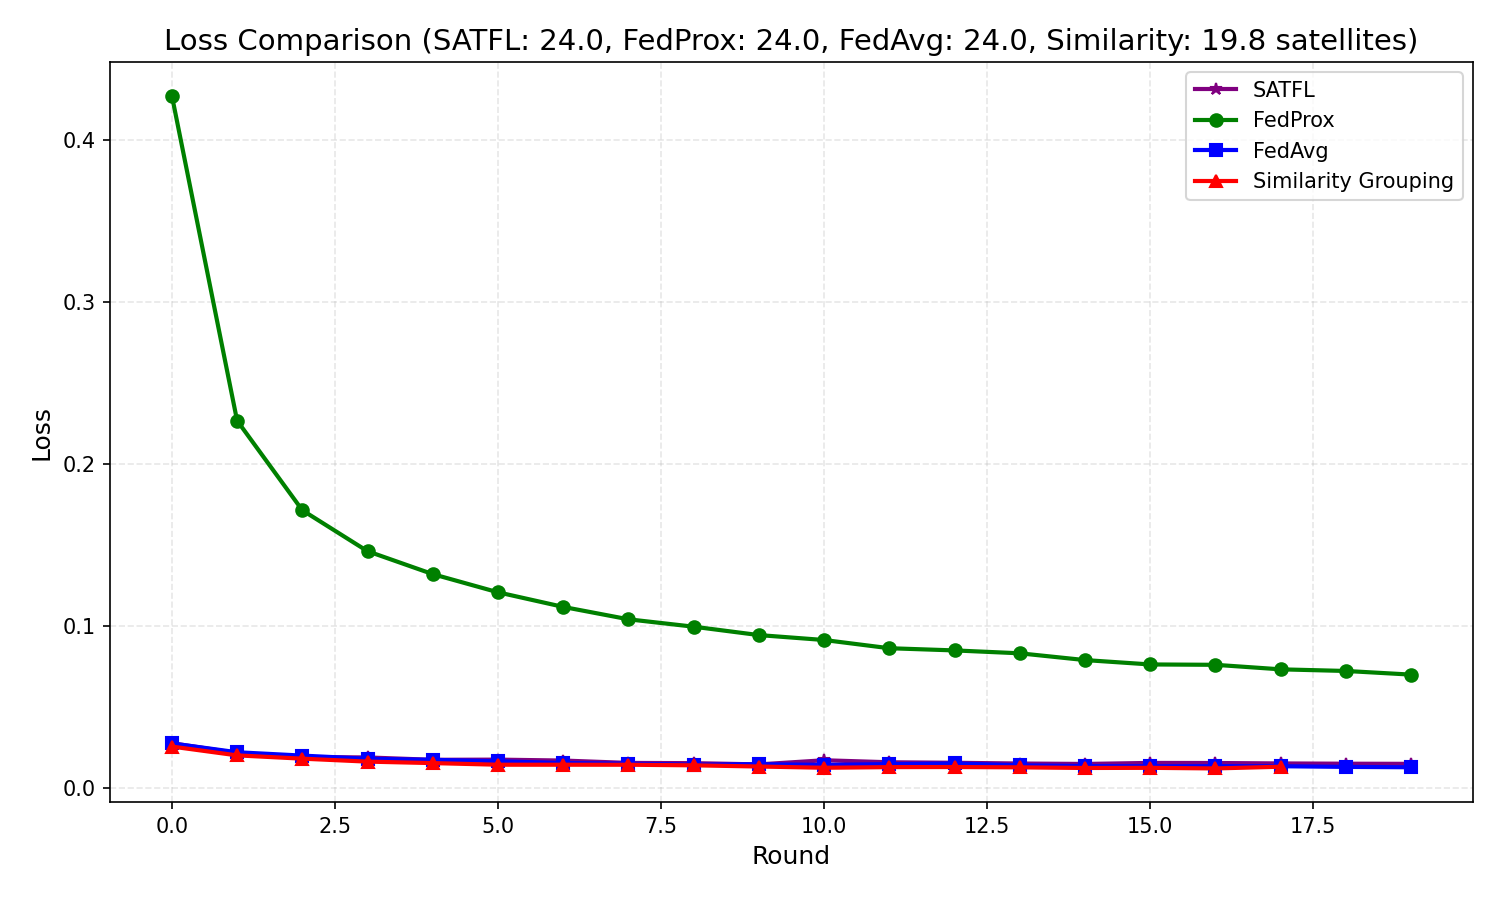 Loss Comparison (SATFL: 24.0, FedProx: 24.0, FedAvg: 24.0, Similarity: 19.8 satellites)
SATFL
FedProx
FedAvg
Similarity Grouping
Loss
0.4
0.3
0.2
0.1
0.0
0.0 2.5 5.0 7.5 10.0 12.5 15.0 17.5
Round